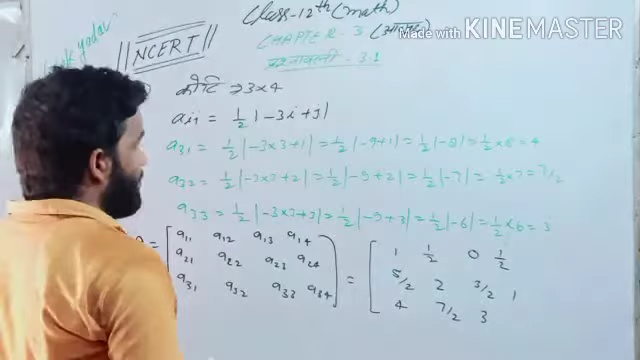 Class-12th (math)
NCERT
CHAPTER - 3 (आव्यूह)
Made with KINEMASTER
yadav
प्रश्नावली - 3.1
कोटि → 3×4
aij = 1/2 |-3i+j|
a31 = 1/2 |-3×3+1| = 1/2 |-9+1| = 1/2 |-8| = 1/2 × 8 = 4
a32 = 1/2 |-3×3+2| = 1/2 |-9+2| = 1/2 |-7| = 1/2 × 7 = 7/2
a33 = 1/2 |-3×3+3| = 1/2 |-9+3| = 1/2 |-6| = 1/2 × 6 = 3
= [ a11 a12 a13 a14 = [ 1 1/2 0 1/2
a21 a22 a23 a24 5/2 2 3/2 1
a31 a32 a33 a34 ] 4 7/2 3